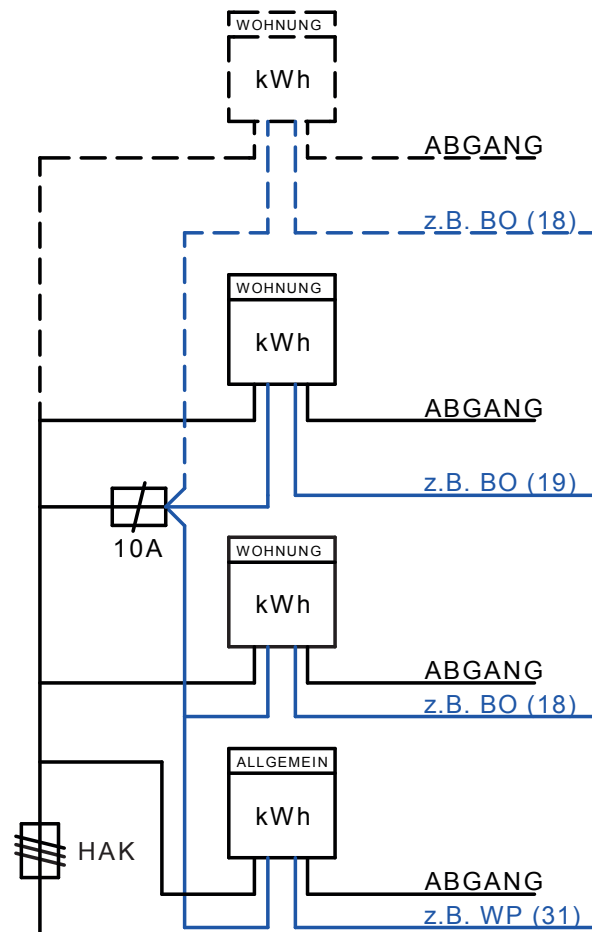 WOHNUNG
kWh
ABGANG
z.B. BO (18)
WOHNUNG
kWh
ABGANG
z.B. BO (19)
10A
WOHNUNG
kWh
ABGANG
z.B. BO (18)
ALLGEMEIN
kWh
HAK
ABGANG
z.B. WP (31)